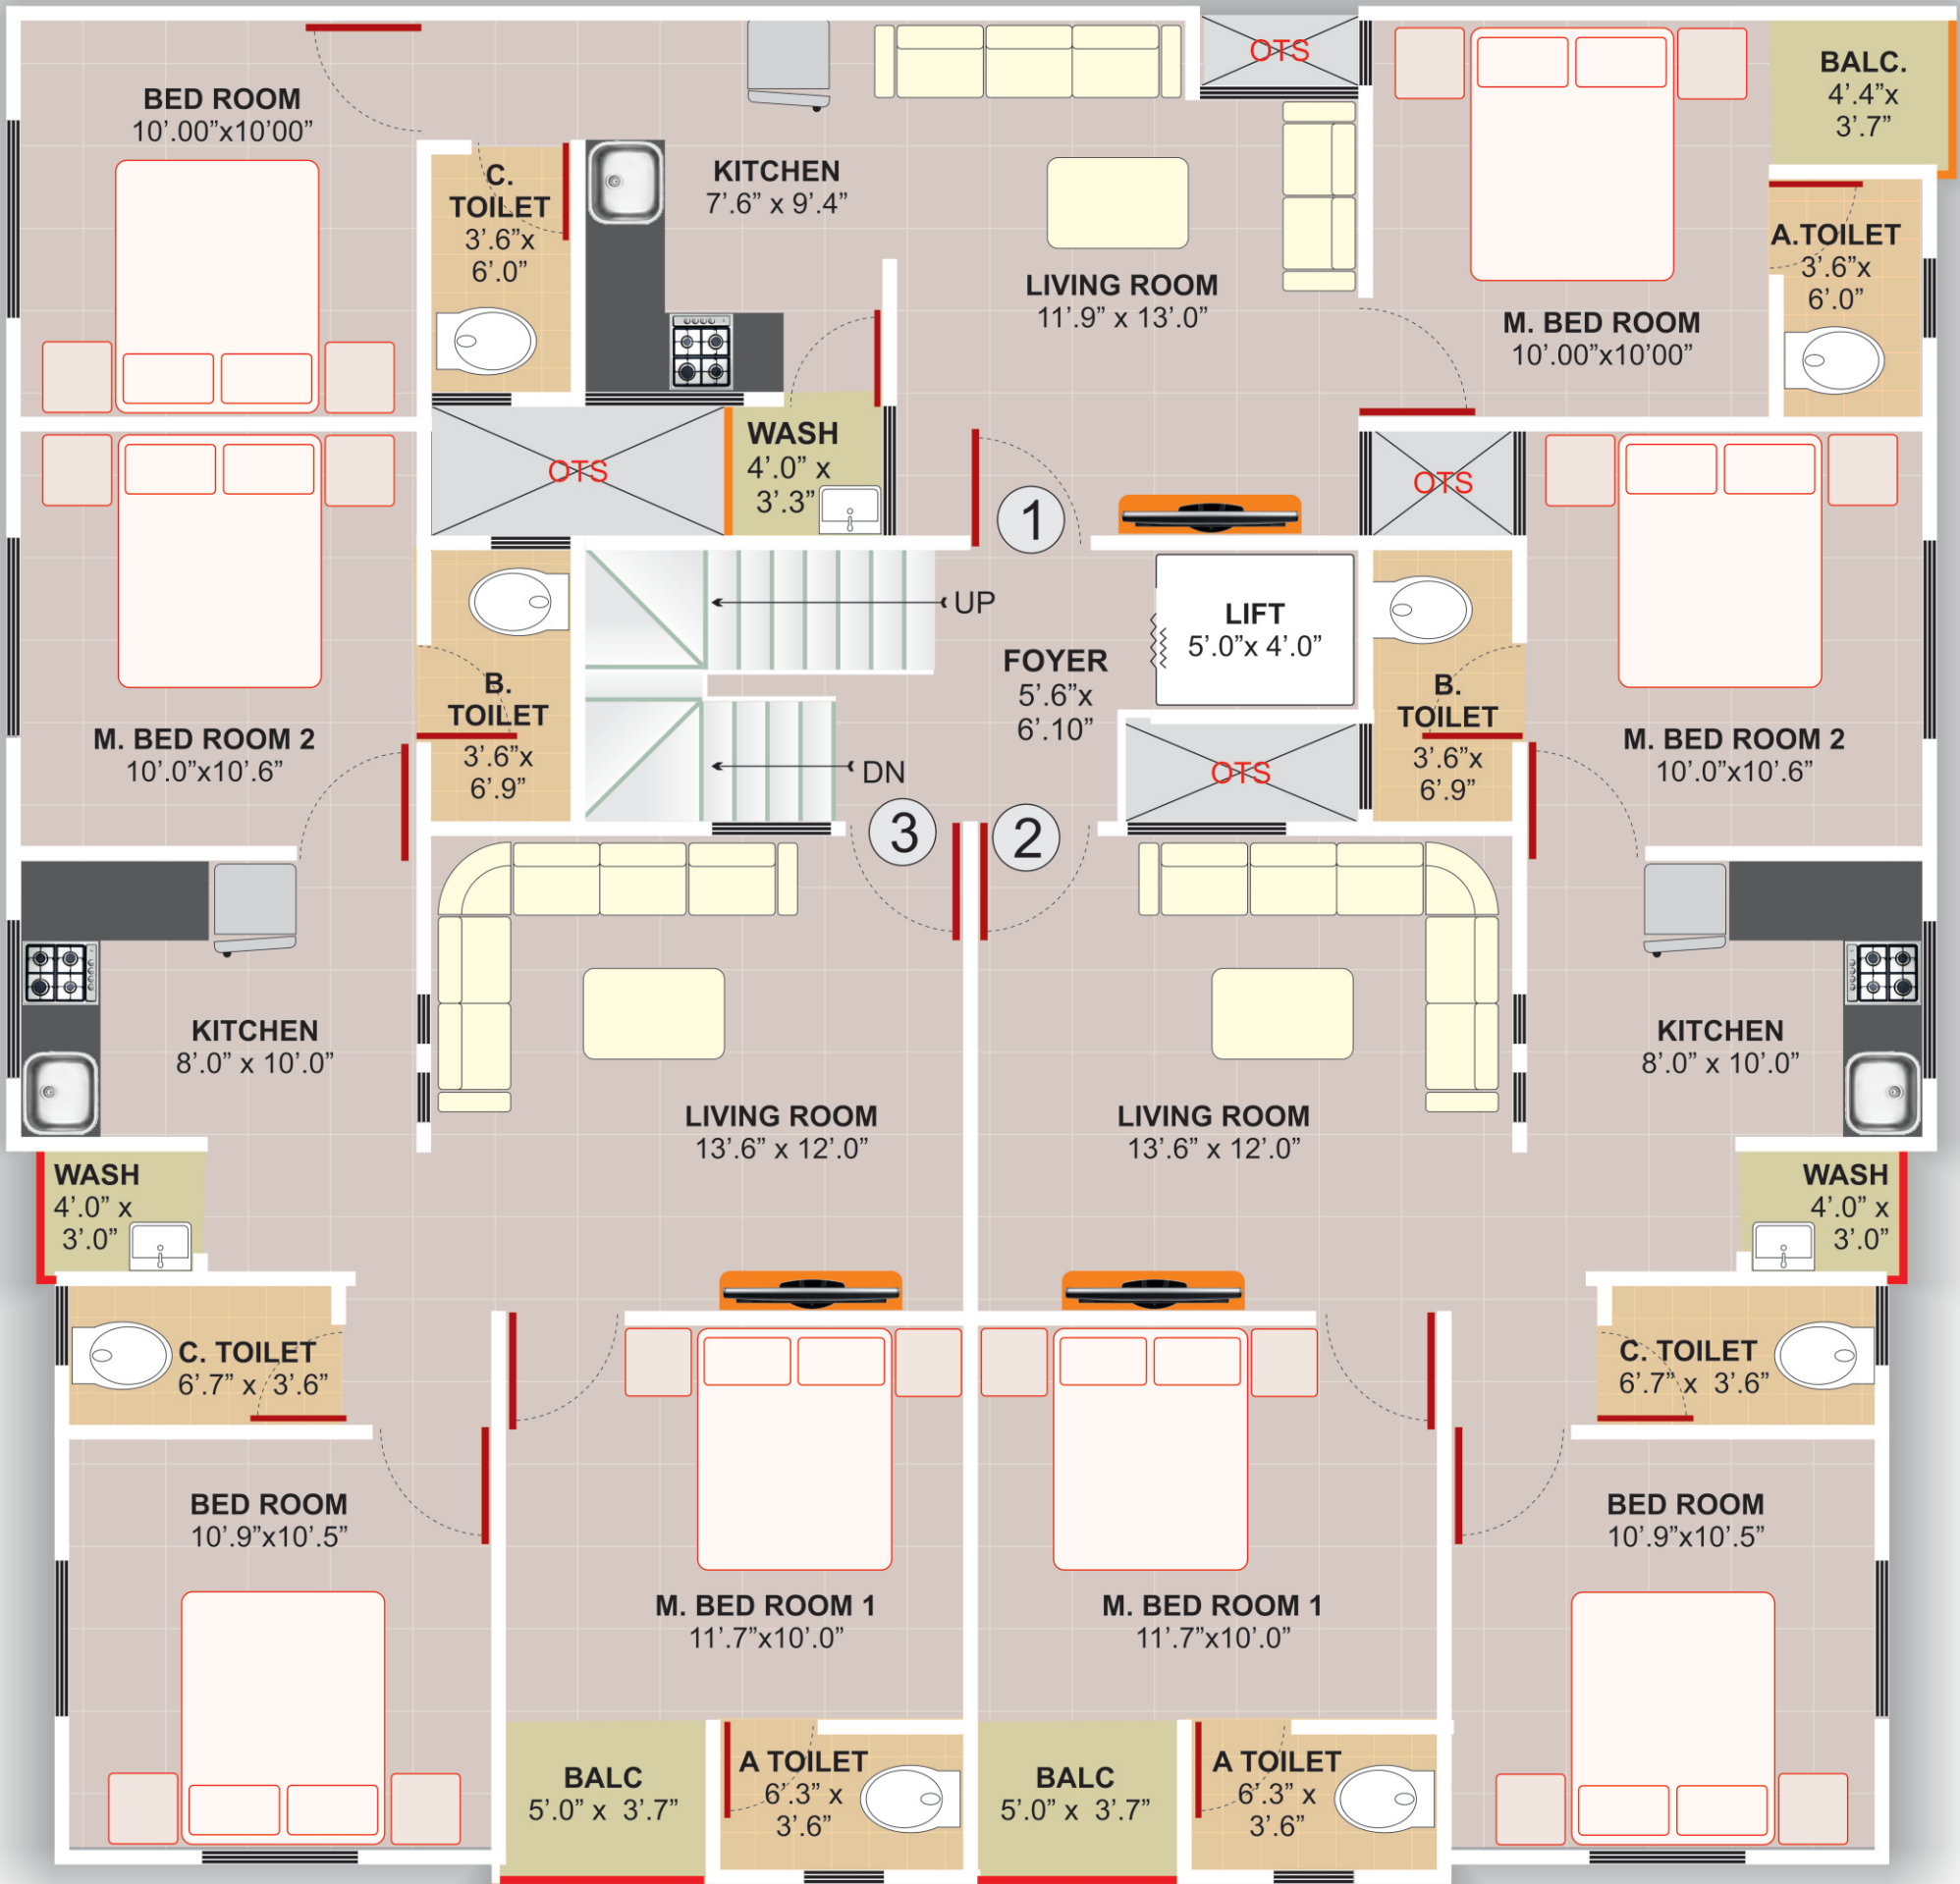 OTS
BED ROOM
10’.00”x10’00”
BALC.
4’.4”x
3’.7”
C.
TOILET
3’.6”x
6’.0”
KITCHEN
7’.6” x 9’.4”
LIVING ROOM
11’.9” x 13’.0”
M. BED ROOM
10’.00”x10’00”
A.TOILET
3’.6”x
6’.0”
OTS
WASH
4’.0” x
3’.3”
OTS
1
UP
LIFT
5’.0”x 4’.0”
FOYER
5’.6”x
6’.10”
M. BED ROOM 2
10’.0”x10’.6”
B.
TOILET
3’.6”x
6’.9”
DN
OTS
B.
TOILET
3’.6”x
6’.9”
M. BED ROOM 2
10’.0”x10’.6”
3
2
KITCHEN
8’.0” x 10’.0”
LIVING ROOM
13’.6” x 12’.0”
LIVING ROOM
13’.6” x 12’.0”
KITCHEN
8’.0” x 10’.0”
WASH
4’.0” x
3’.0”
WASH
4’.0” x
3’.0”
C. TOILET
6’.7” x 3’.6”
C. TOILET
6’.7” x 3’.6”
BED ROOM
10’.9”x10’.5”
M. BED ROOM 1
11’.7”x10’.0”
M. BED ROOM 1
11’.7”x10’.0”
BED ROOM
10’.9”x10’.5”
BALC
5’.0” x 3’.7”
A TOILET
6’.3” x
3’.6”
BALC
5’.0” x 3’.7”
A TOILET
6’.3” x
3’.6”